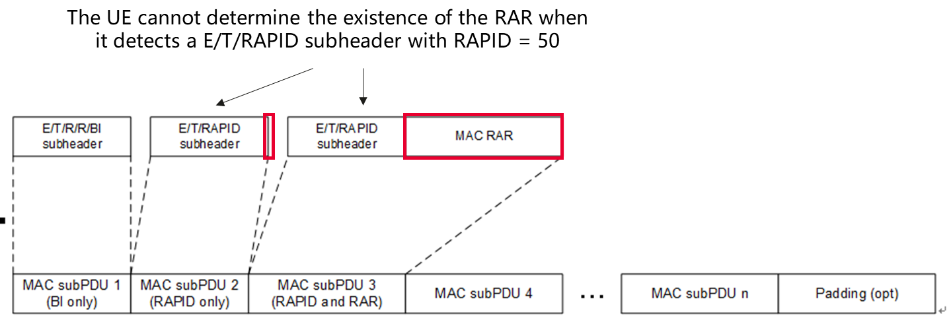 The UE cannot determine the existence of the RAR when
it detects a E/T/RAPID subheader with RAPID = 50
E/T/R/R/BI
subheader
E/T/RAPID
subheader
E/T/RAPID
subheader
MAC RAR
MAC subPDU 1
(BI only)
MAC subPDU 2
(RAPID only)
MAC subPDU 3
(RAPID and RAR)
MAC subPDU 4
...
MAC subPDU n
Padding (opt)